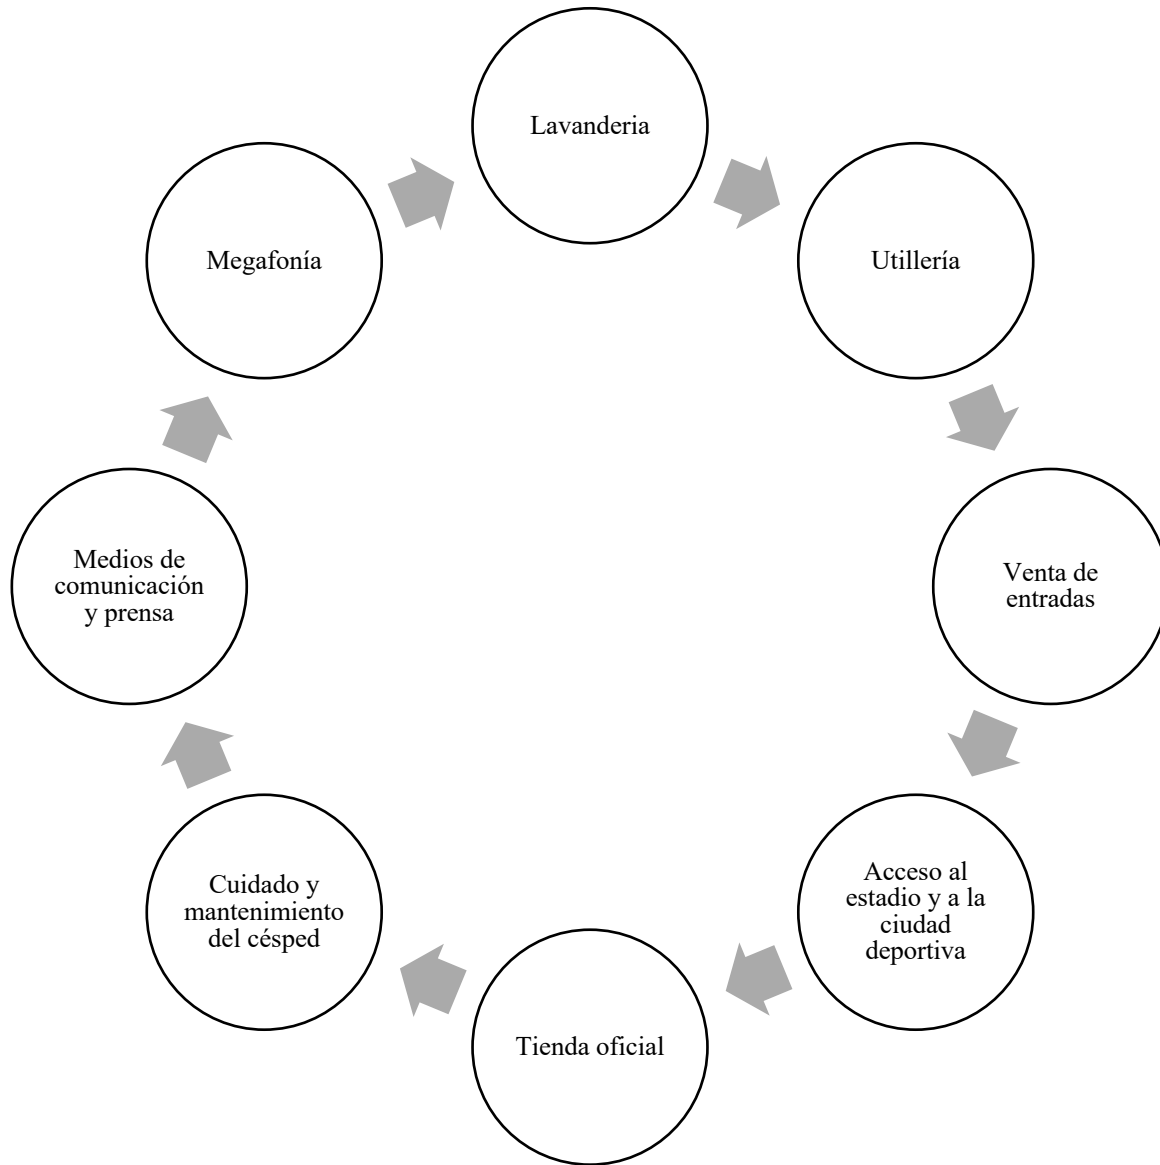 Lavanderia
Utillería
Venta de
entradas
Acceso al
estadio y a la
ciudad
deportiva
Tienda oficial
Cuidado y
mantenimiento
del césped
Medios de
comunicación
y prensa
Megafonía